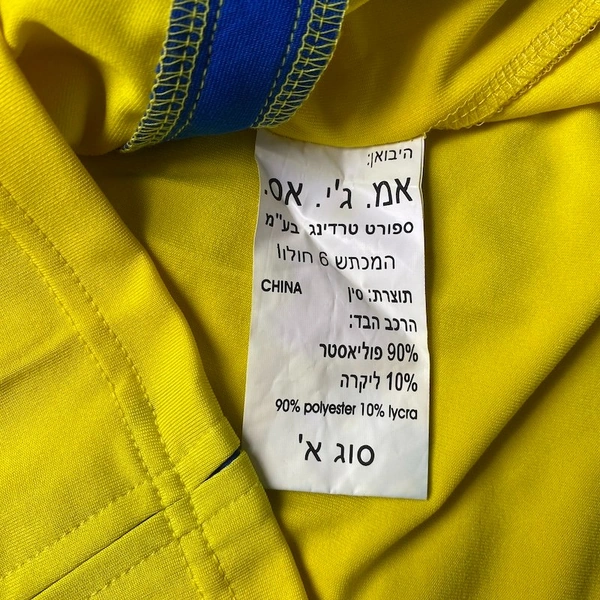 היבואן:
אמ. ג'י. אס.
ספורט טרדינג בע"מ
המכתש 6 חולון
תוצרת: סין CHINA
הרכב הבד:
90% פוליאסטר
10% ליקרה
90% polyester 10% lycra
סוג א'